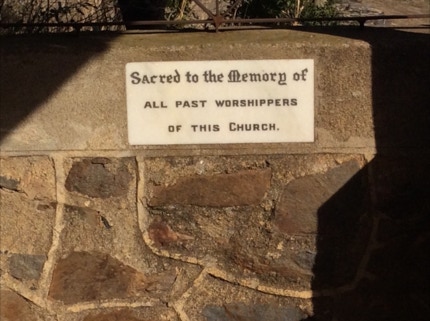 Sacred to the Memory of
ALL PAST WORSHIPPERS
OF THIS CHURCH.